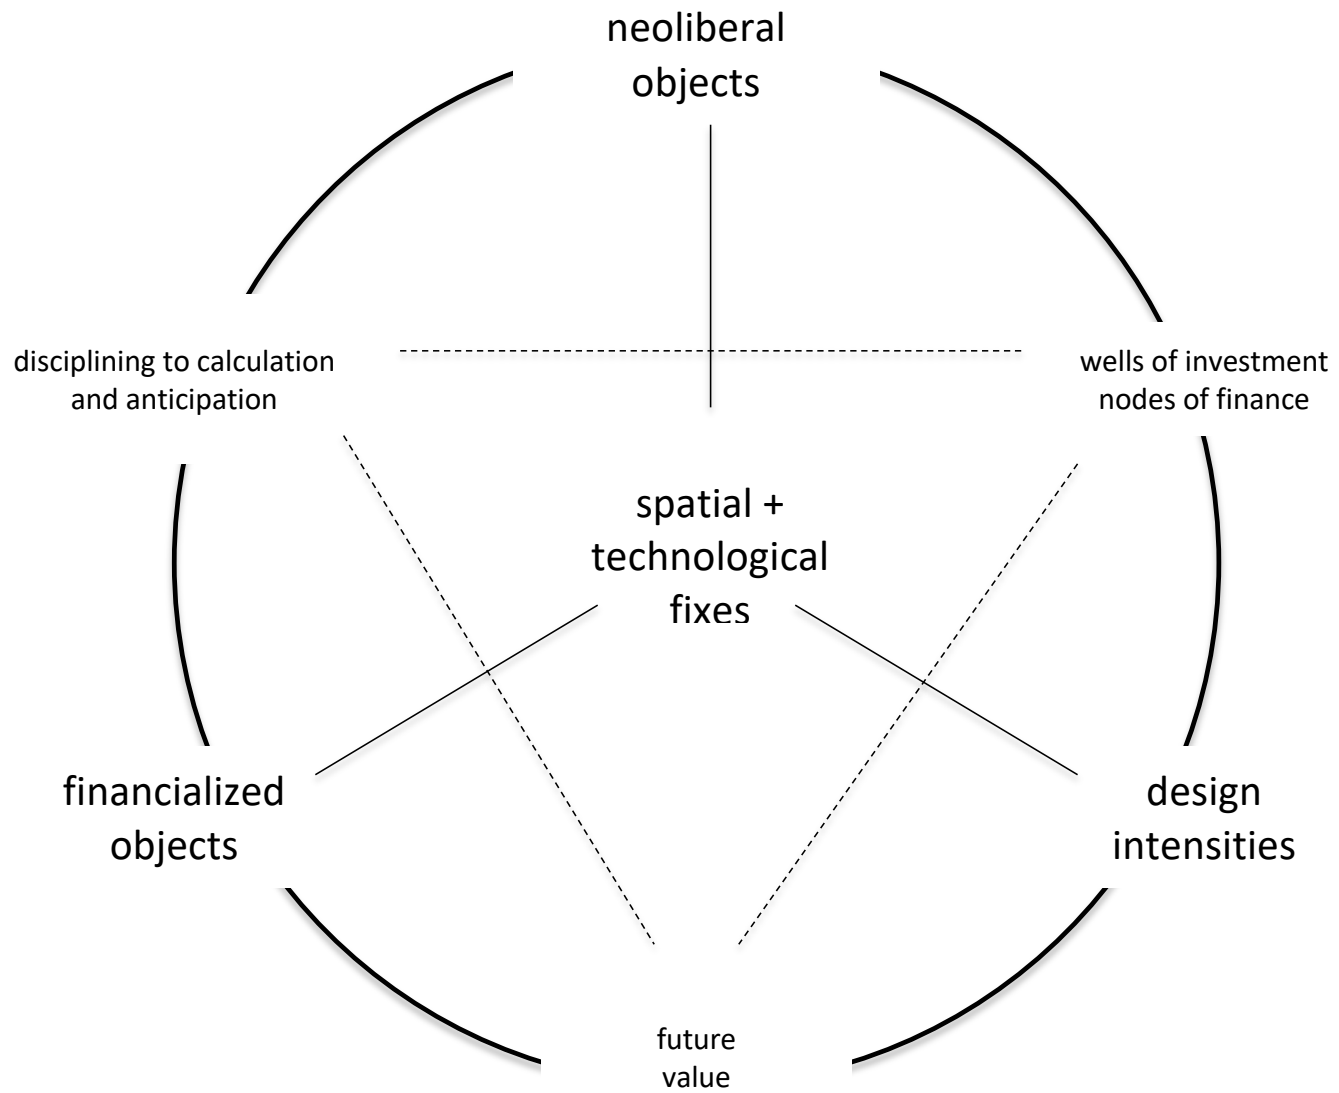 neoliberal
objects
disciplining to calculation
and anticipation
wells of investment
nodes of finance
spatial +
technological
fixes
financialized
objects
design
intensities
future
value